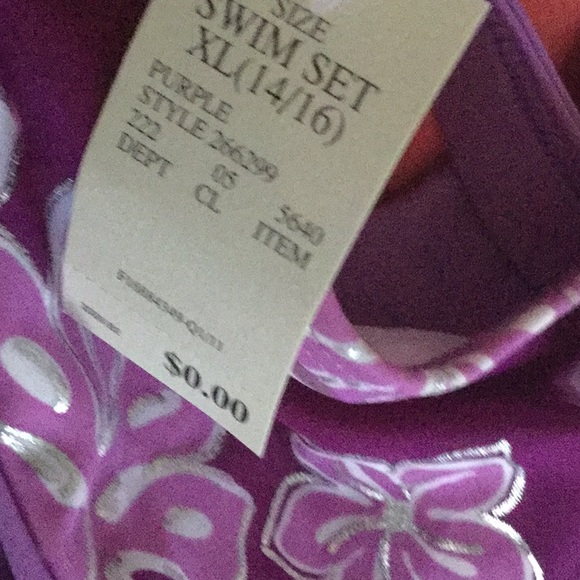 SIZE
SWIM SET
XL(14/16)
PURPLE
STYLE 266299
222 05 5640
DEPT CL ITEM
$0.00